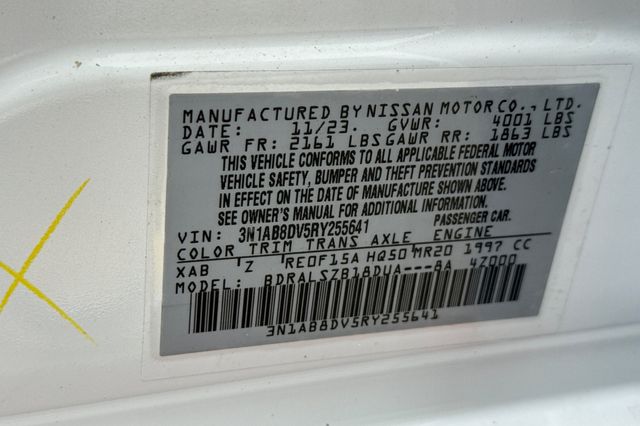 MANUFACTURED BY NISSAN MOTOR CO., LTD.
DATE: 11/23. GVWR: 4001 LBS
GAWR FR: 2161 LBS GAWR RR: 1863 LBS
THIS VEHICLE CONFORMS TO ALL APPLICABLE FEDERAL MOTOR
VEHICLE SAFETY, BUMPER AND THEFT PREVENTION STANDARDS
IN EFFECT ON THE DATE OF MANUFACTURE SHOWN ABOVE.
SEE OWNER'S MANUAL FOR ADDITIONAL INFORMATION.
VIN: 3N1AB8DV5RY255641 PASSENGER CAR.
COLOR TRIM TRANS AXLE ENGINE
XAB 'Z 'RE0F15A HQ50 MR20 1997 CC
MODEL: BDRALSZB18DUA---8A 47000
3N1AB8DV5RY255641